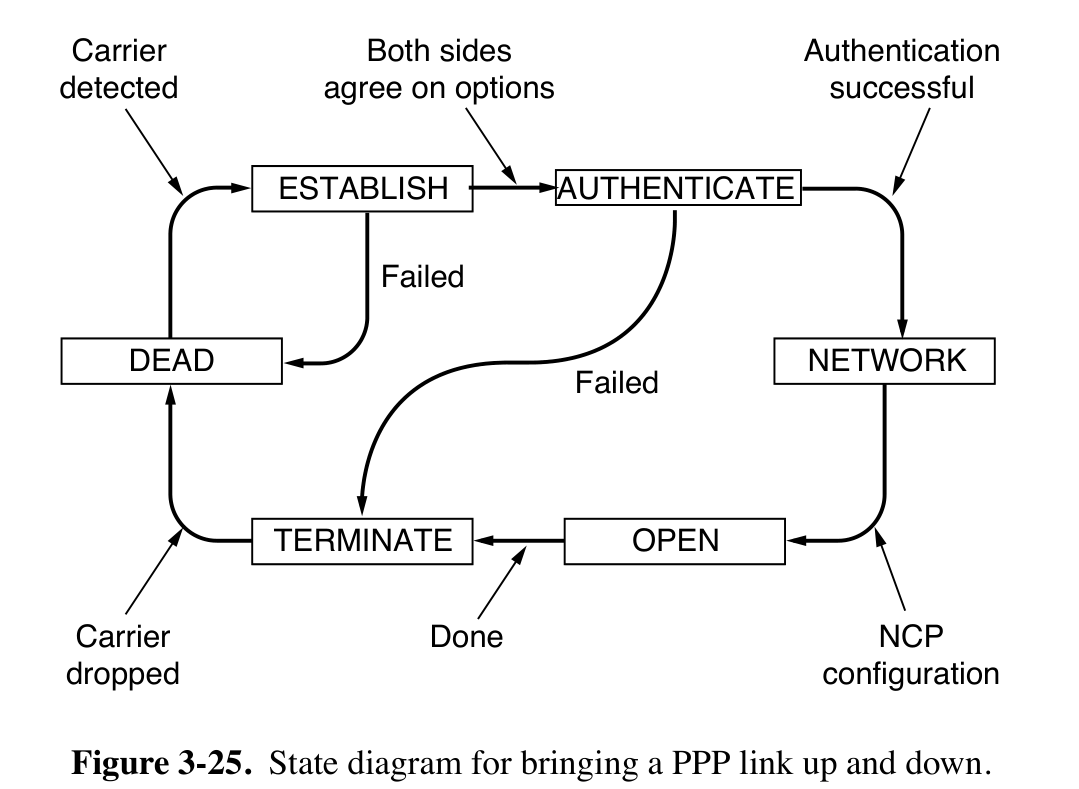 Carrier
detected
Both sides
agree on options
Authentication
successful
ESTABLISH
AUTHENTICATE
Failed
DEAD
NETWORK
Failed
TERMINATE
OPEN
Carrier
dropped
Done
NCP
configuration
Figure 3-25. State diagram for bringing a PPP link up and down.